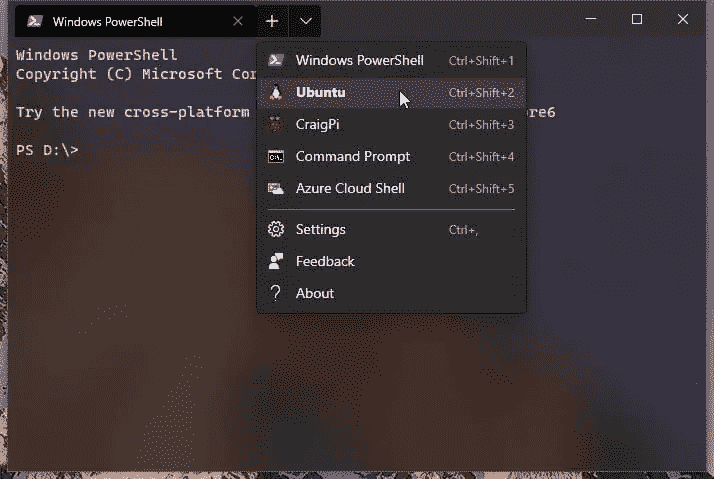 Windows PowerShell
Windows PowerShell
Copyright (C) Microsoft Cor
Try the new cross-platform
re6
PS D:\>
Windows PowerShell Ctrl+Shift+1
Ubuntu Ctrl+Shift+2
CraigPi Ctrl+Shift+3
Command Prompt Ctrl+Shift+4
Azure Cloud Shell Ctrl+Shift+5
Settings Ctrl+,
Feedback
About